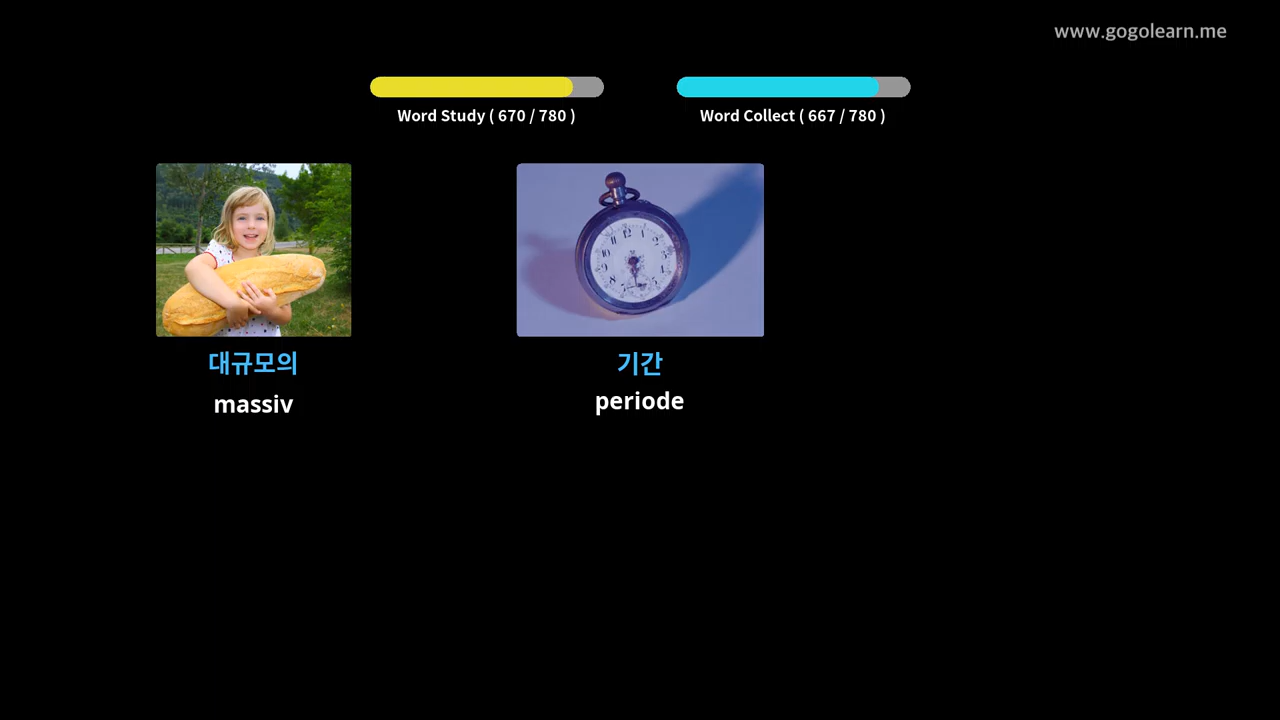 www.gogolearn.me
Word Study ( 670 / 780 )
Word Collect ( 667 / 780 )
대규모의
massiv
기간
periode